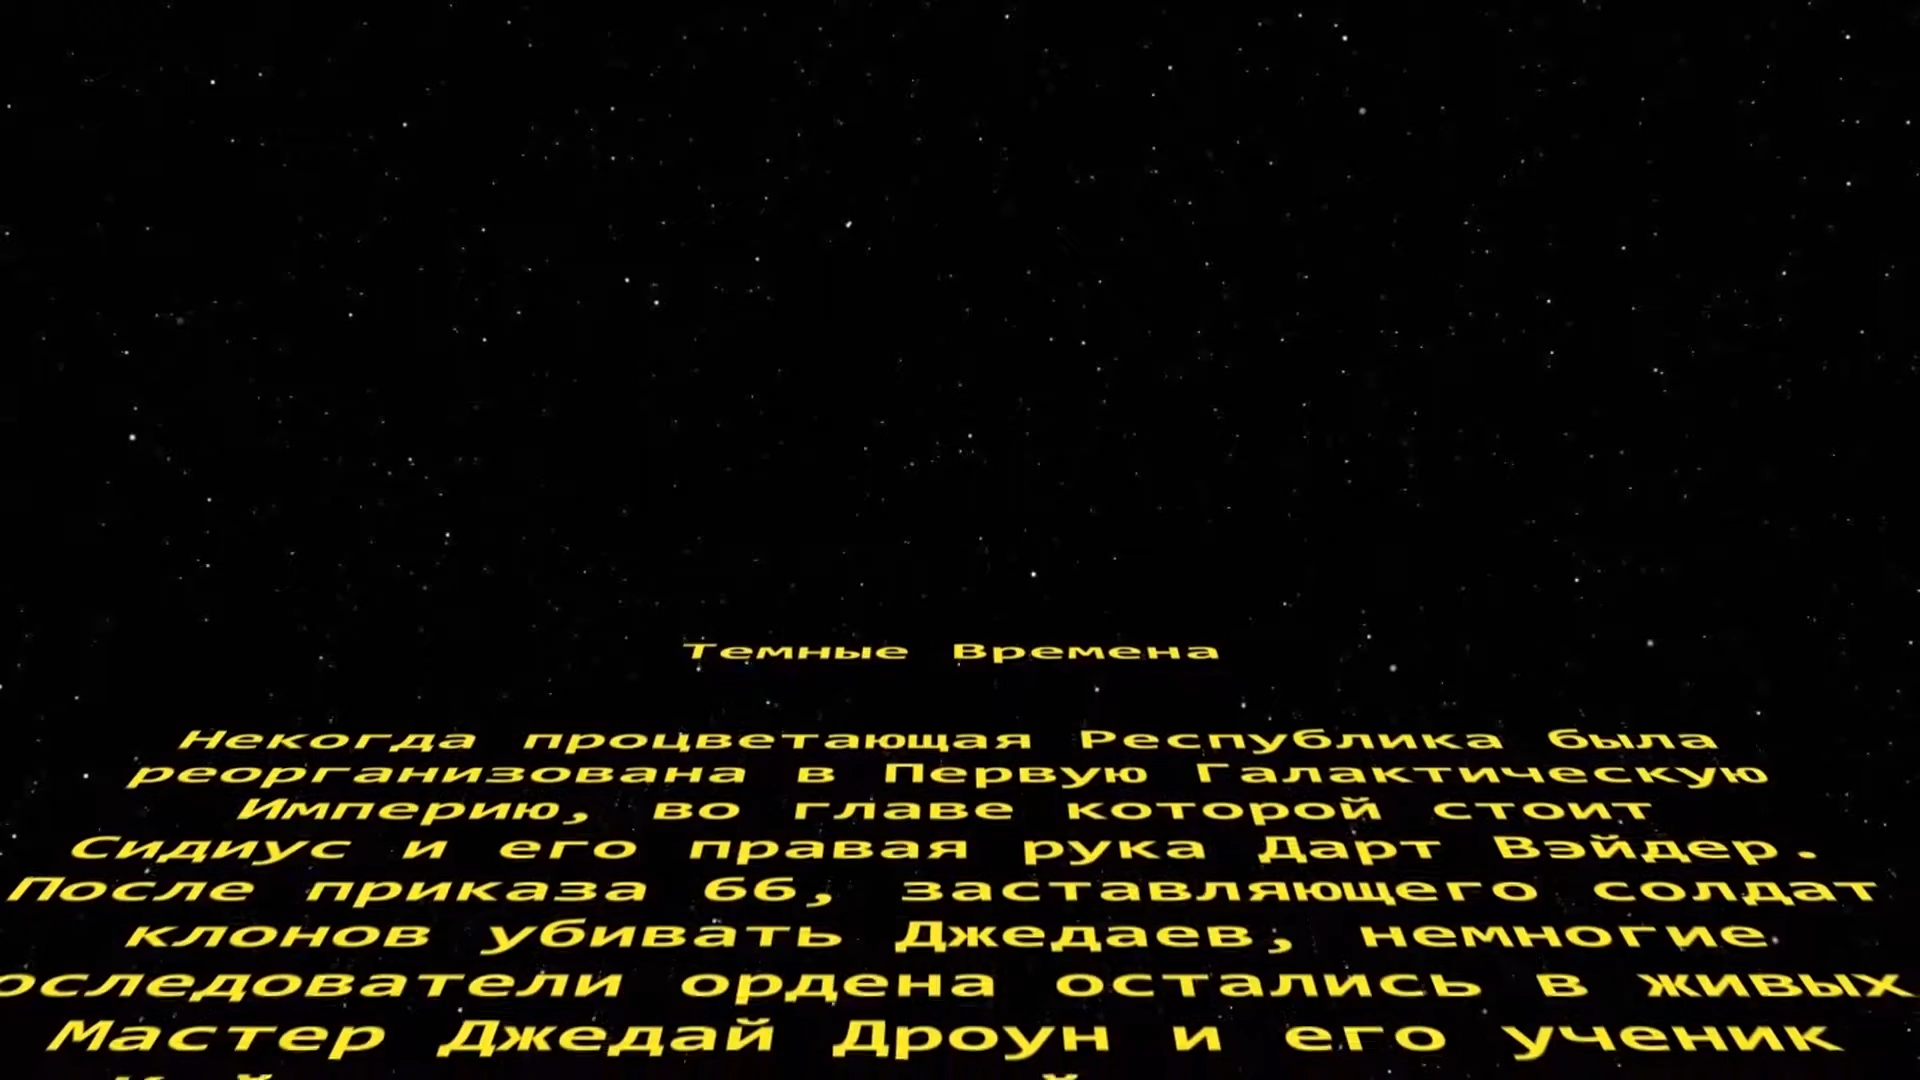 Темные Времена
Некогда процветающая Республика была
реорганизована в Первую Галактическую
Империю, во главе которой стоит
Сидиус и его правая рука Дарт Вэйдер.
После приказа 66, заставляющего солдат
клонов убивать Джедаев, немногие
оследователи ордена остались в живых
Мастер Джедай Дроун и его ученик